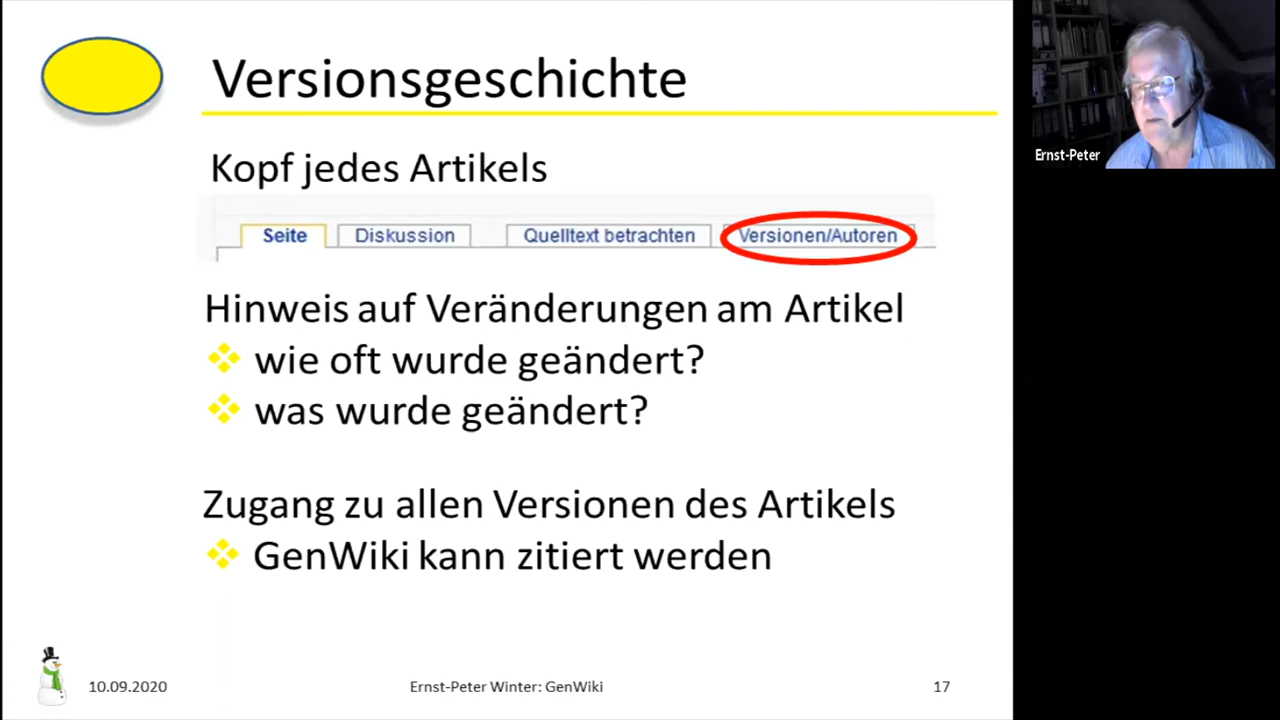 Versionsgeschichte
Kopf jedes Artikels
Seite Diskussion Quelltext betrachten Versionen/Autoren
Hinweis auf Veränderungen am Artikel
wie oft wurde geändert?
was wurde geändert?
Zugang zu allen Versionen des Artikels
GenWiki kann zitiert werden
10.09.2020 Ernst-Peter Winter: GenWiki 17
Ernst-Peter